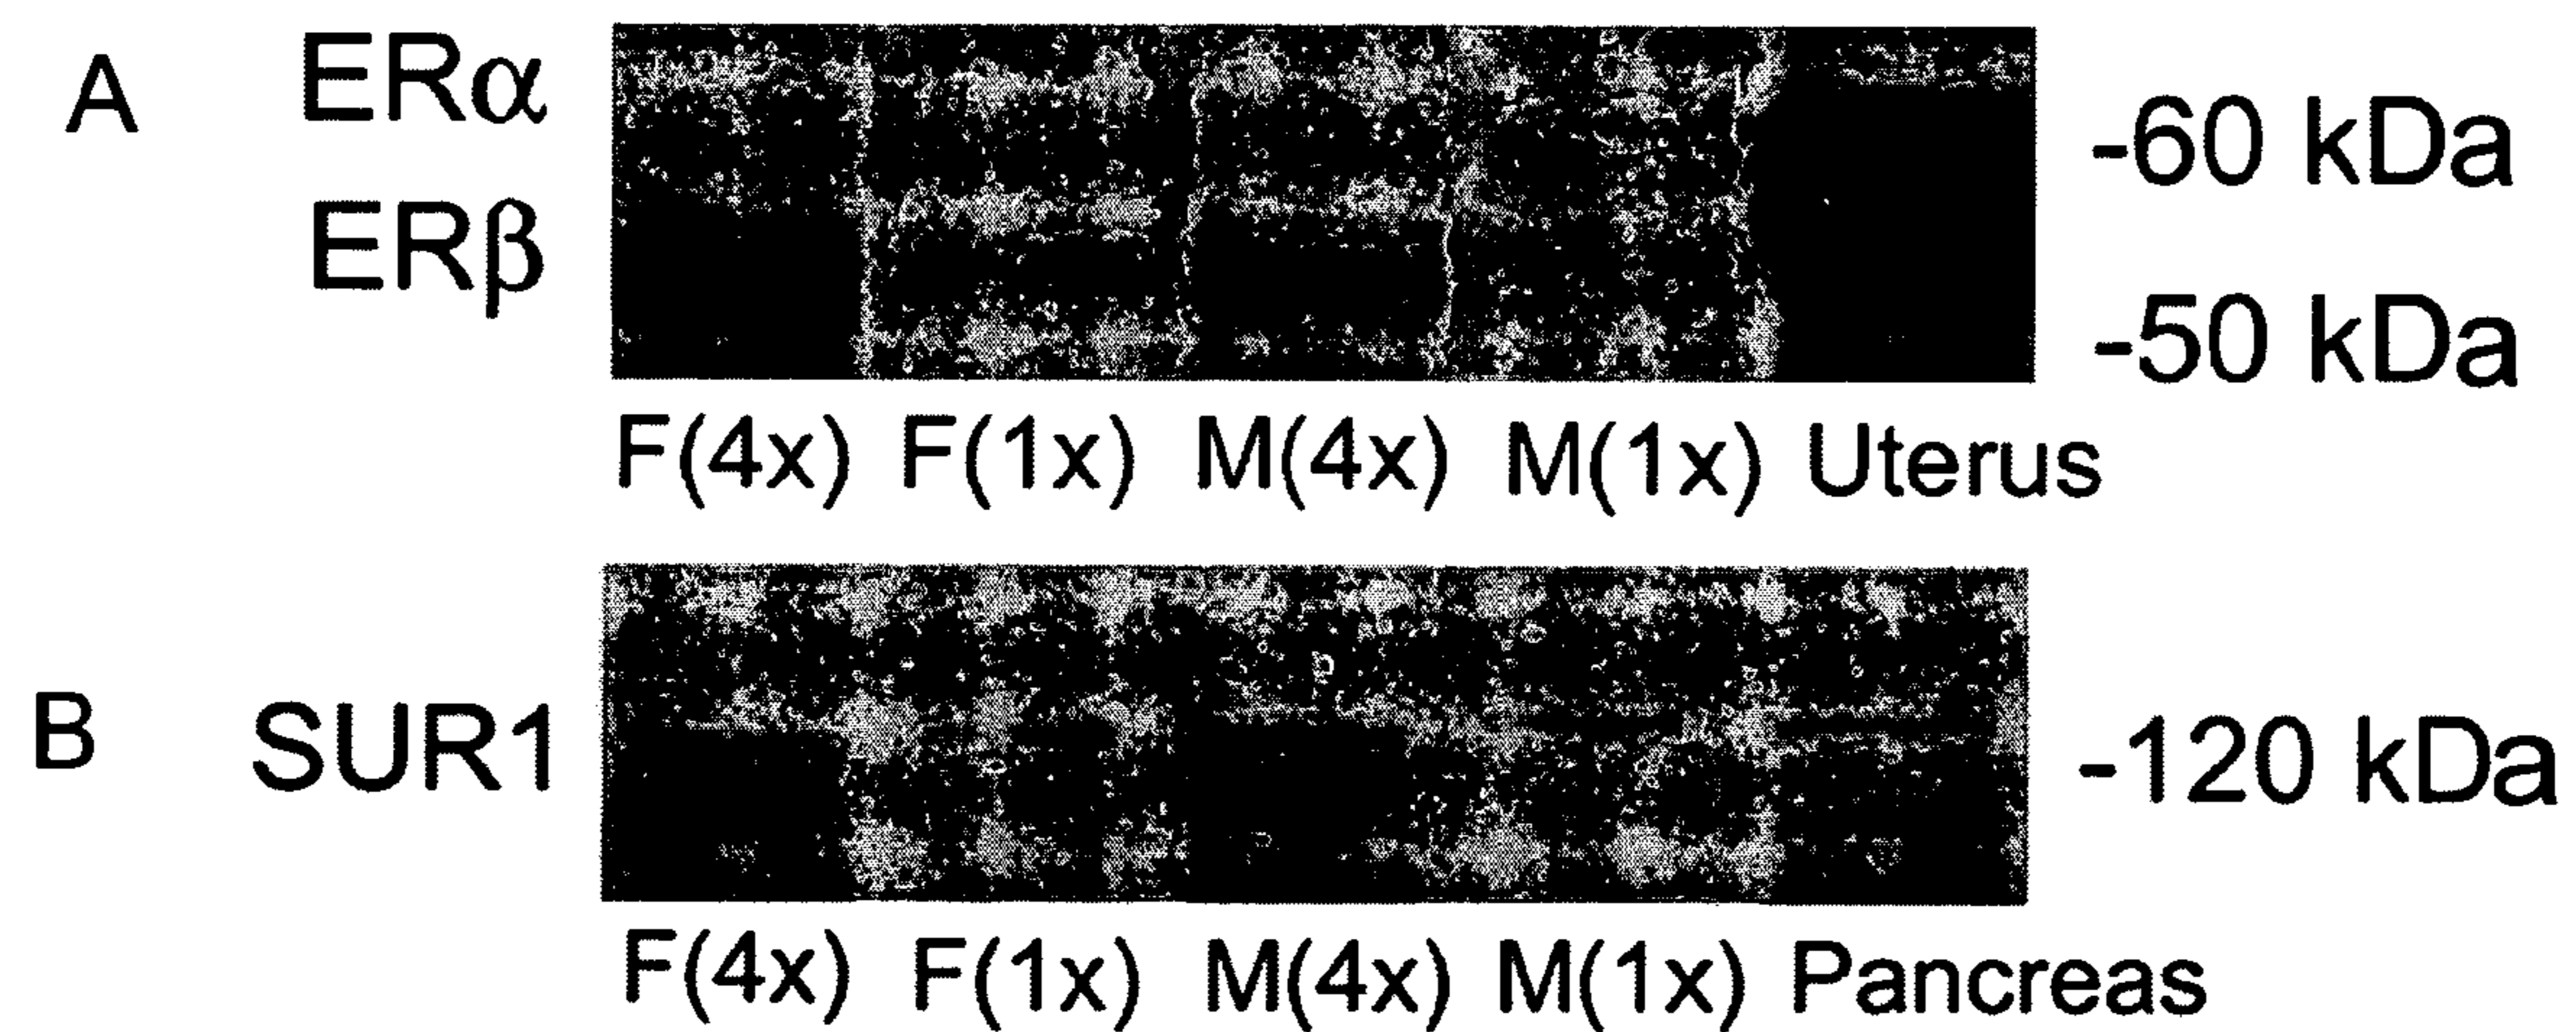 A ERα -60 kDa
ERβ -50 kDa
F(4x) F(1x) M(4x) M(1x) Uterus
B SUR1 -120 kDa
F(4x) F(1x) M(4x) M(1x) Pancreas